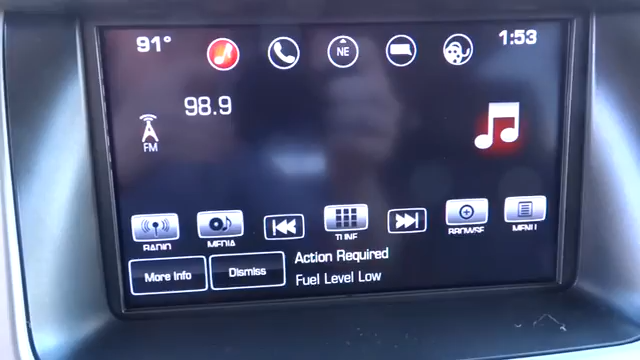 91°
NE
1:53
98.9
FM
RADIO
MEDIA
TUNE
BROWSE
MENU
More Info
Dismiss
Action Required
Fuel Level Low